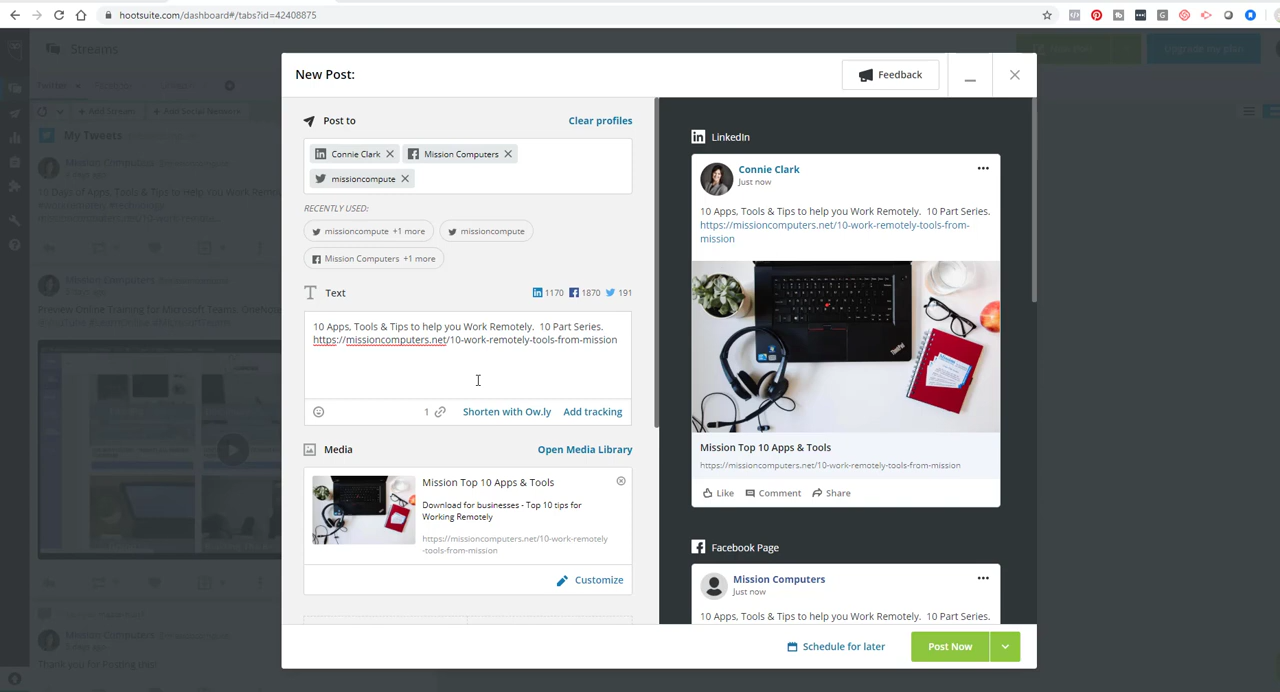 hootsuite.com/dashboard#/tabs?id=42408875
Streams
My Tweets
New Post:
Feedback
Post to
Clear profiles
Connie Clark
Mission Computers
missioncompute
RECENTLY USED:
missioncompute +1 more
missioncompute
Mission Computers +1 more
Text
1170
1870
191
10 Apps, Tools & Tips to help you Work Remotely. 10 Part Series.
https://missioncomputers.net/10-work-remotely-tools-from-mission
1
Shorten with Ow.ly
Add tracking
Media
Open Media Library
Mission Top 10 Apps & Tools
Download for businesses - Top 10 tips for
Working Remotely
https://missioncomputers.net/10-work-remotely
-tools-from-mission
Customize
LinkedIn
Connie Clark
Just now
10 Apps, Tools & Tips to help you Work Remotely. 10 Part Series.
https://missioncomputers.net/10-work-remotely-tools-from-
mission
ThinkPad
Mission Top 10 Apps & Tools
https://missioncomputers.net/10-work-remotely-tools-from-mission
Like
Comment
Share
Facebook Page
Mission Computers
Just now
10 Apps, Tools & Tips to help you Work Remotely. 10 Part Series.
Schedule for later
Post Now